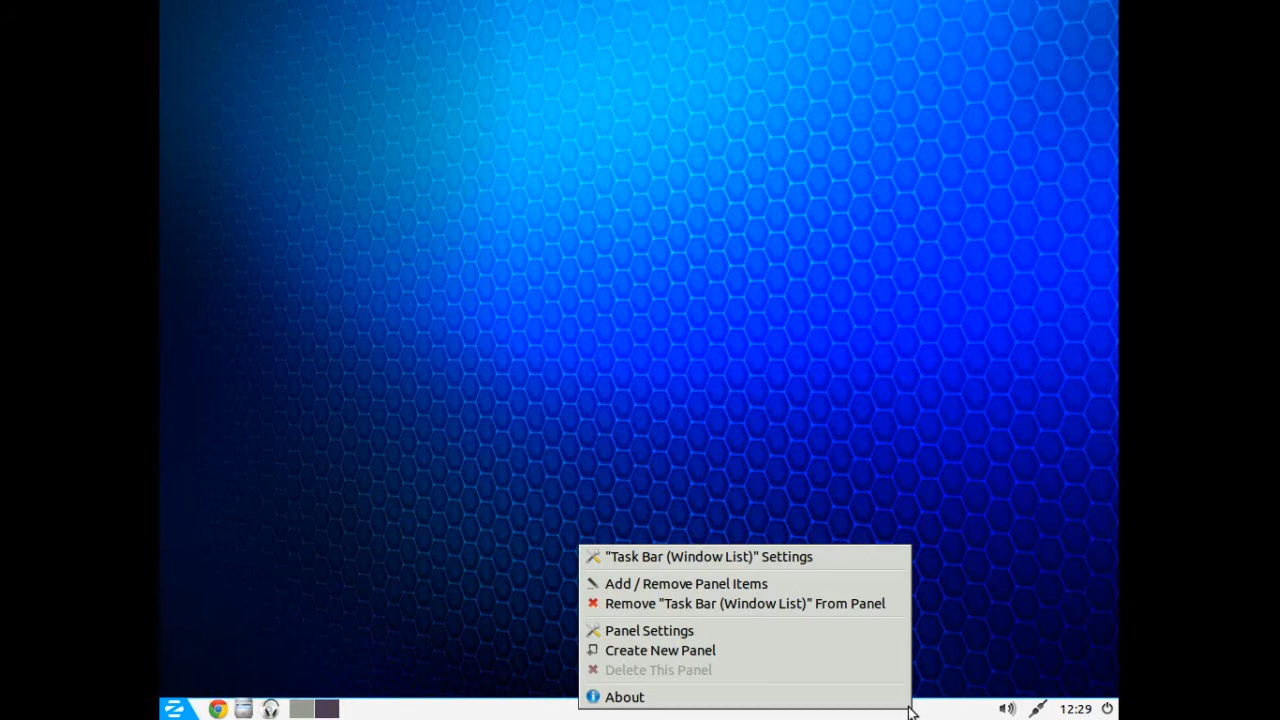 "Task Bar (Window List)" Settings
Add / Remove Panel Items
Remove "Task Bar (Window List)" From Panel
Panel Settings
Create New Panel
Delete This Panel
About
12:29